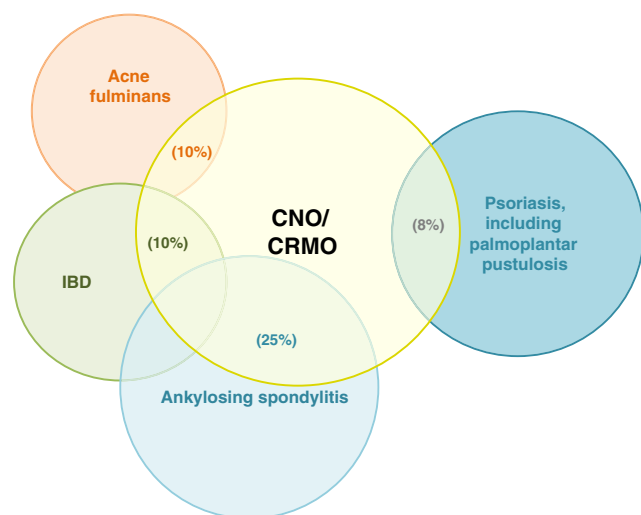 Acne
fulminans
(10%)
CNO/
CRMO
(10%)
(8%)
Psoriasis,
including
palmoplantar
pustulosis
IBD
(25%)
Ankylosing spondylitis